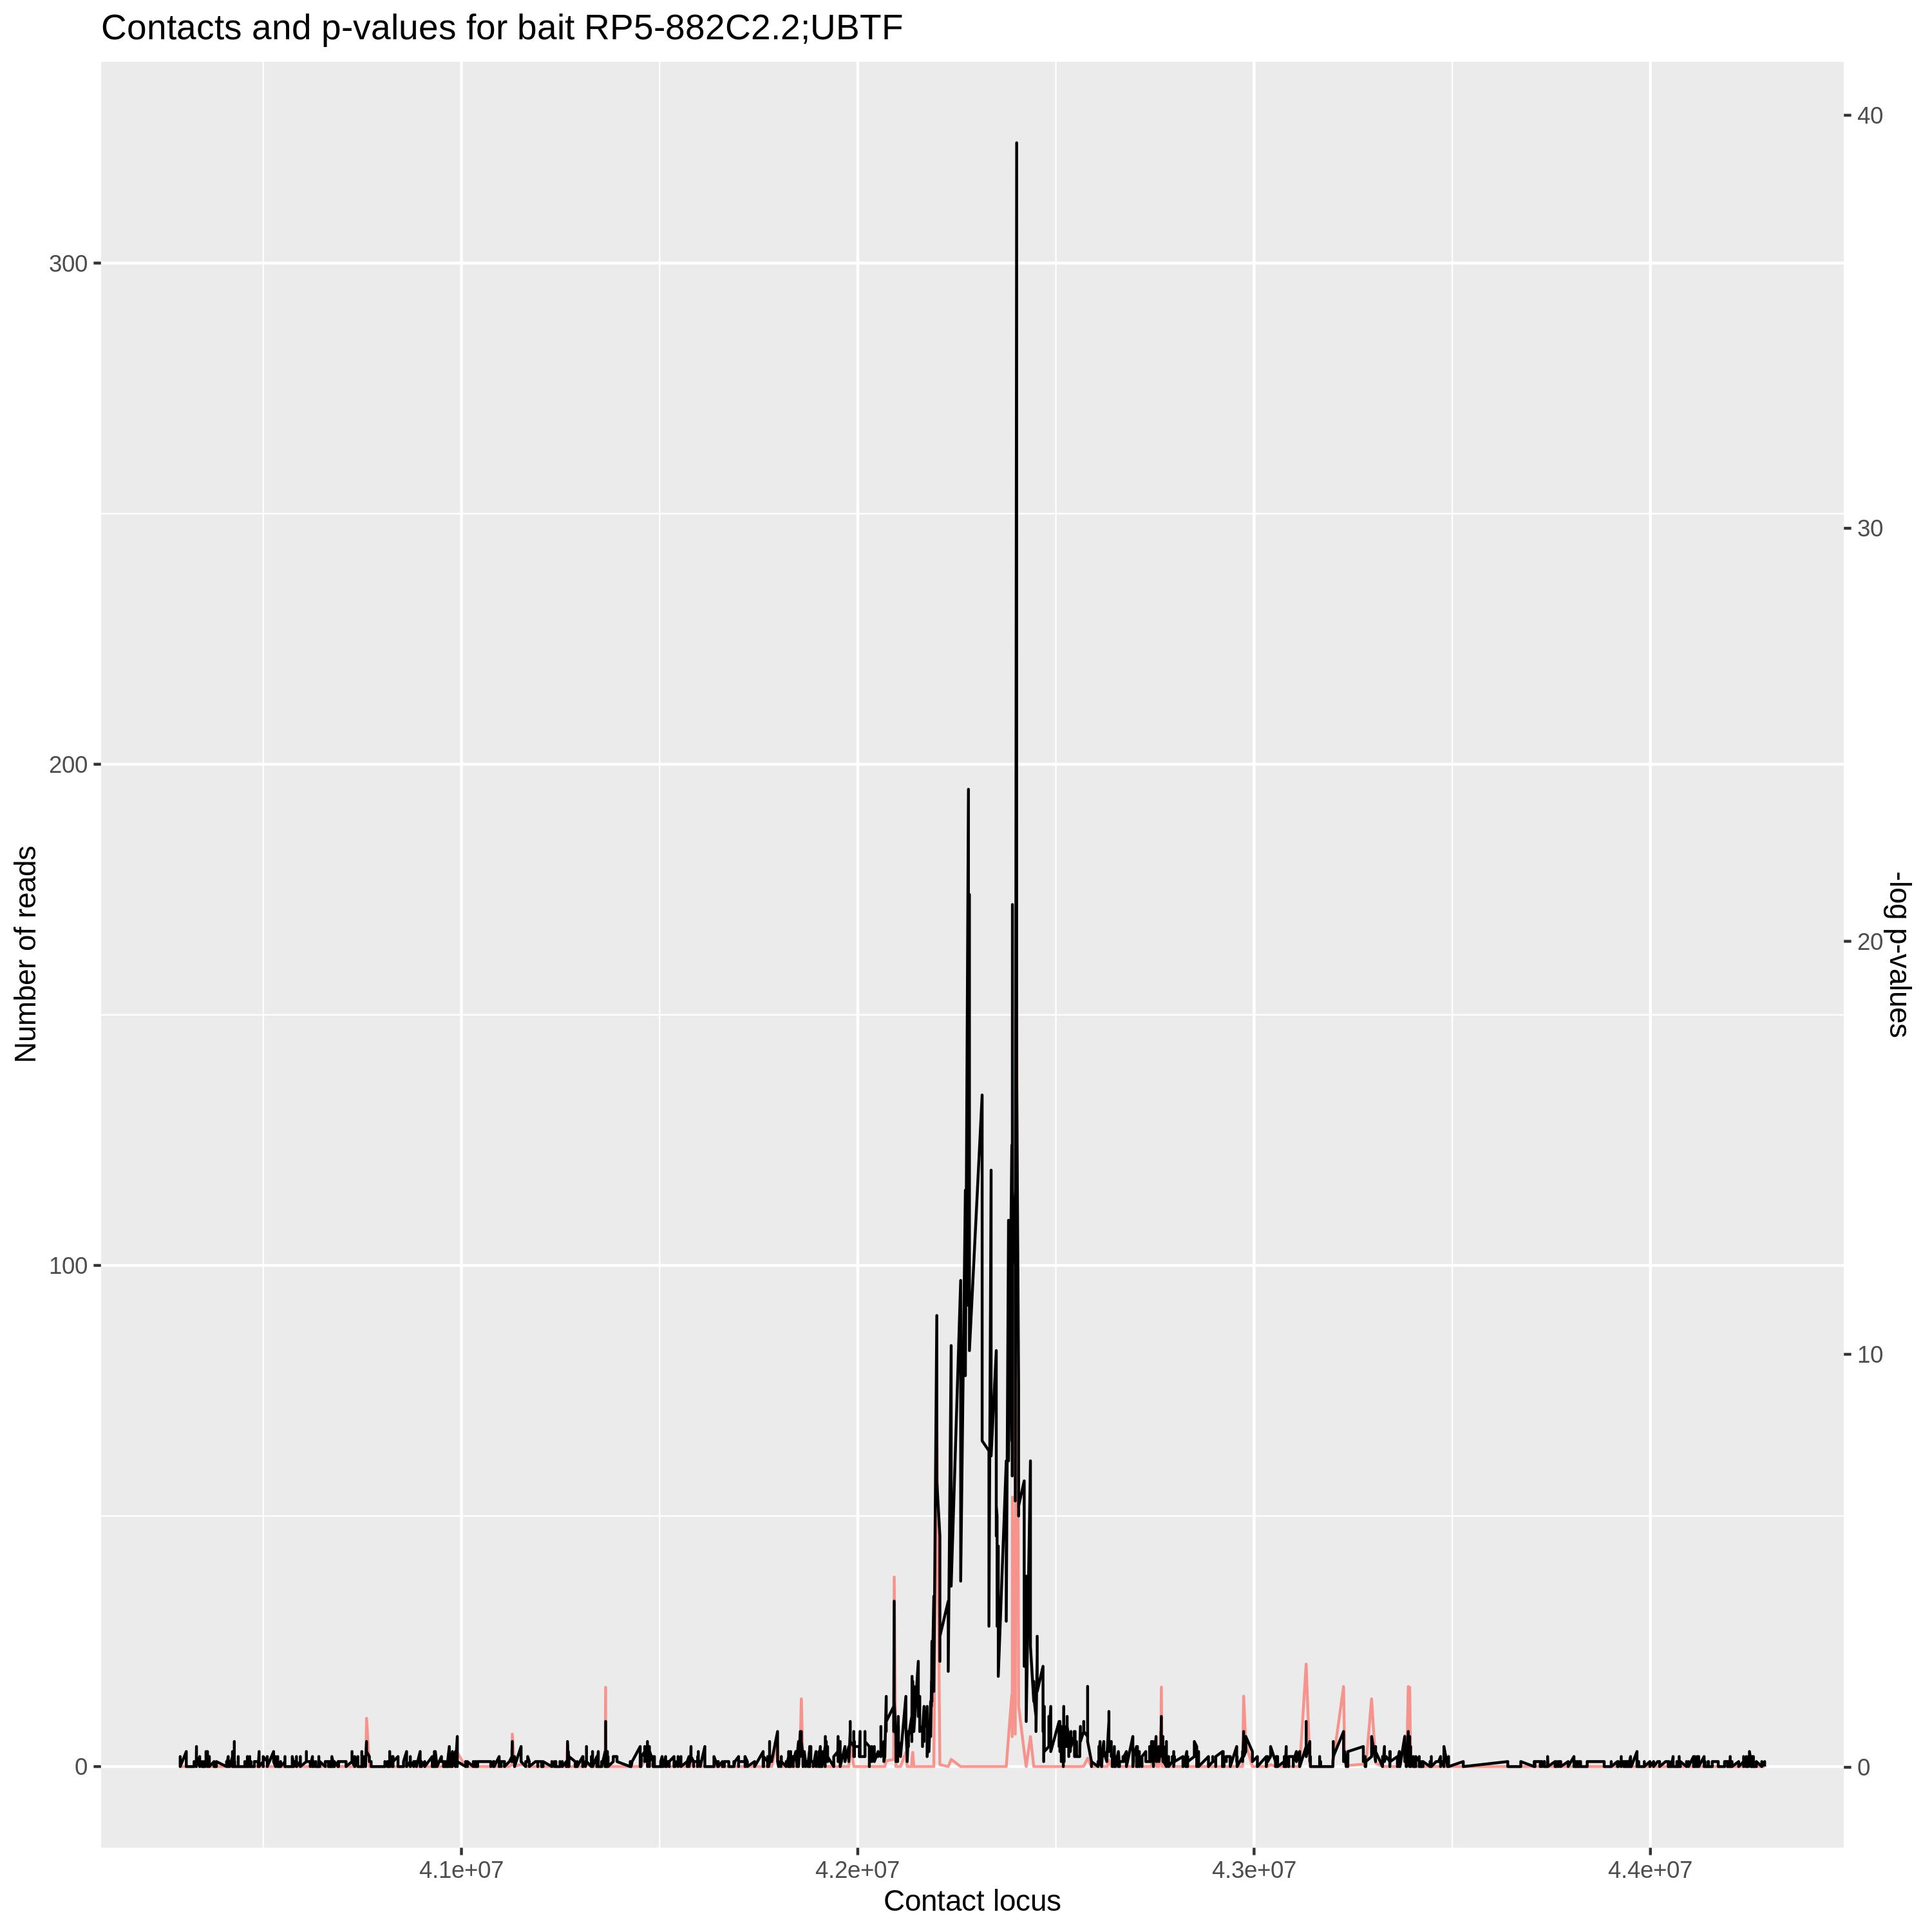 Contacts and p-values for bait RP5-882C2.2;UBTF
Number of reads
300
200
100
0
40
30
20
10
0
-log p-values
4.1e+07
4.2e+07
4.3e+07
4.4e+07
Contact locus